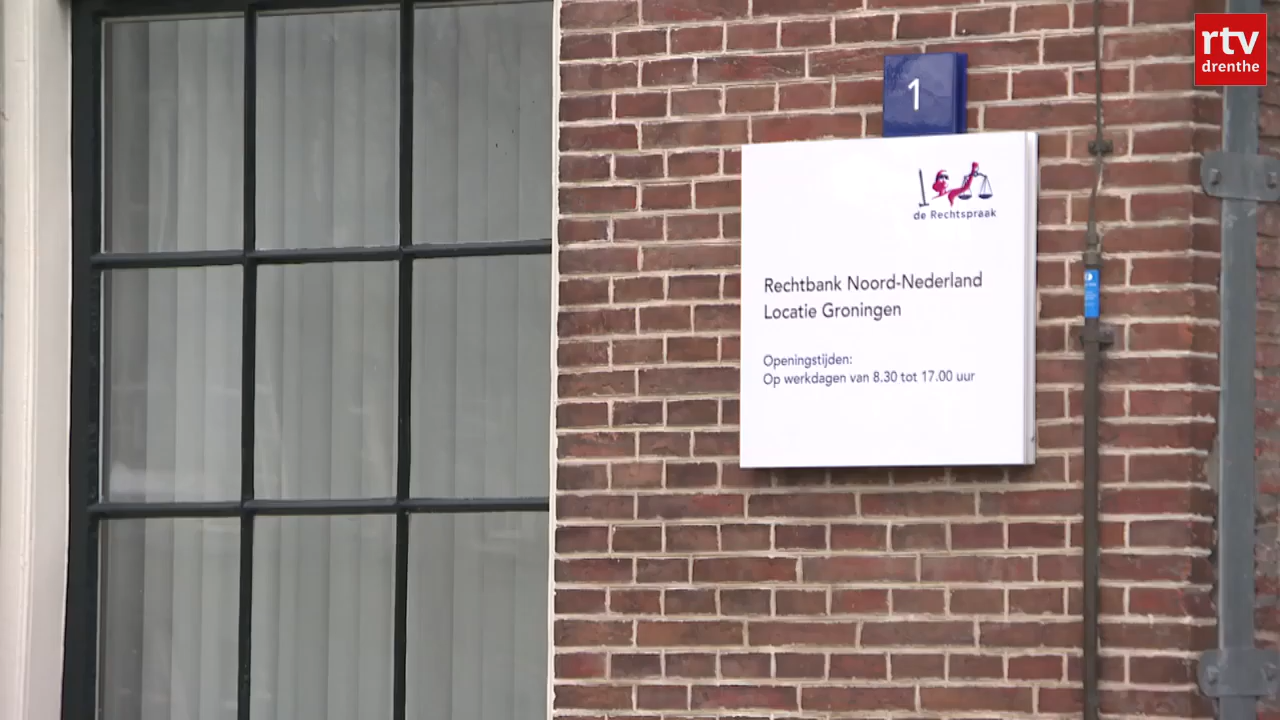 rtv
drenthe
1
de Rechtspraak
Rechtbank Noord-Nederland
Locatie Groningen
Openingstijden:
Op werkdagen van 8.30 tot 17.00 uur